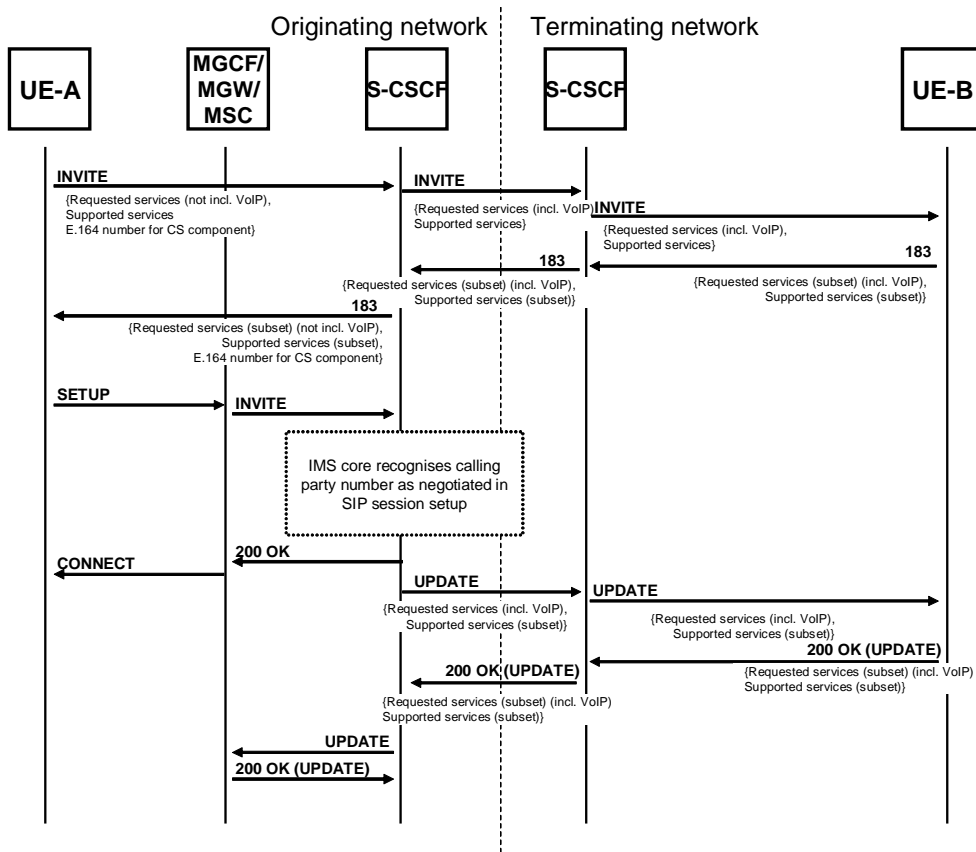 Originating network
Terminating network
UE-A
MGCF/
MGW/
MSC
S-CSCF
S-CSCF
UE-B
INVITE
{Requested services (not incl. VoIP),
Supported services
E.164 number for CS component}
INVITE
{Requested services (incl. VoIP)
Supported services}
INVITE
{Requested services (incl. VoIP),
Supported services}
183
{Requested services (subset) (incl. VoIP),
Supported services (subset)}
183
{Requested services (subset) (incl. VoIP),
Supported services (subset)}
183
{Requested services (subset) (not incl. VoIP),
Supported services (subset),
E.164 number for CS component}
SETUP
INVITE
IMS core recognises calling
party number as negotiated in
SIP session setup
200 OK
CONNECT
UPDATE
{Requested services (incl. VoIP),
Supported services (subset)}
UPDATE
{Requested services (incl. VoIP),
Supported services (subset)}
200 OK (UPDATE)
{Requested services (subset) (incl. VoIP)
Supported services (subset)}
200 OK (UPDATE)
{Requested services (subset) (incl. VoIP)
Supported services (subset)}
UPDATE
200 OK (UPDATE)